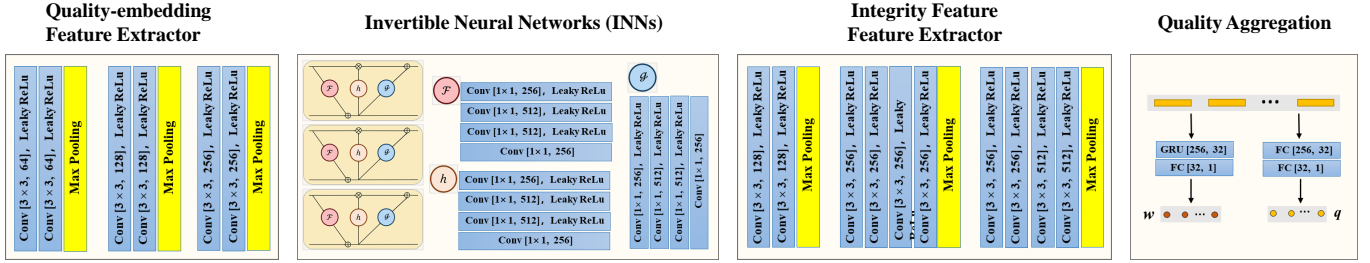 Quality-embedding
Feature Extractor
Conv [3 × 3, 64], Leaky ReLu
Conv [3 × 3, 64], Leaky ReLu
Max Pooling
Conv [3 × 3, 128], Leaky ReLu
Conv [3 × 3, 128], Leaky ReLu
Max Pooling
Conv [3 × 3, 256], Leaky ReLu
Conv [3 × 3, 256], Leaky ReLu
Max Pooling
Invertible Neural Networks (INNs)
ℱ h 𝒢
ℱ h 𝒢
ℱ h 𝒢
ℱ
Conv [1× 1, 256], Leaky ReLu
Conv [1× 1, 512], Leaky ReLu
Conv [1× 1, 512], Leaky ReLu
Conv [1× 1, 256]
h
Conv [1× 1, 256], Leaky ReLu
Conv [1× 1, 512], Leaky ReLu
Conv [1× 1, 512], Leaky ReLu
Conv [1× 1, 256]
𝒢
Conv [1× 1, 256], Leaky ReLu
Conv [1× 1, 512], Leaky ReLu
Conv [1× 1, 512], Leaky ReLu
Conv [1× 1, 256]
Integrity Feature
Feature Extractor
Conv [3 × 3, 128], Leaky ReLu
Conv [3 × 3, 128], Leaky ReLu
Max Pooling
Conv [3 × 3, 256], Leaky ReLu
Conv [3 × 3, 256], Leaky ReLu
Conv [3 × 3, 256], Leaky
Conv [3 × 3, 256], Leaky ReLu
Max Pooling
Conv [3 × 3, 256], Leaky ReLu
Conv [3 × 3, 256], Leaky ReLu
Conv [3 × 3, 512], Leaky ReLu
Conv [3 × 3, 512], Leaky ReLu
Max Pooling
Quality Aggregation
...
GRU [256, 32]
FC [32, 1]
FC [256, 32]
FC [32, 1]
w ...
... q